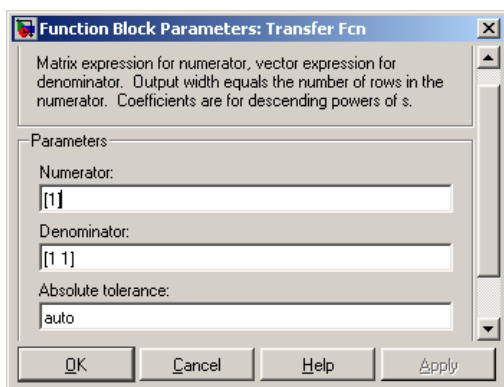 Function Block Parameters: Transfer Fcn
Matrix expression for numerator, vector expression for
denominator. Output width equals the number of rows in the
numerator. Coefficients are for descending powers of s.
Parameters
Numerator:
[1]
Denominator:
[1 1]
Absolute tolerance:
auto
OK Cancel Help Apply